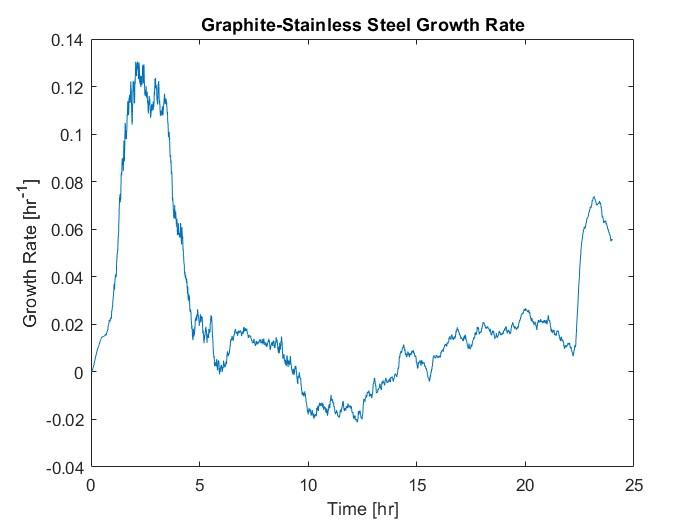 Graphite-Stainless Steel Growth Rate
0.14
0.12
0.1
0.08
0.06
0.04
0.02
0
-0.02
-0.04
Growth Rate [hr-1]
0 5 10 15 20 25
Time [hr]